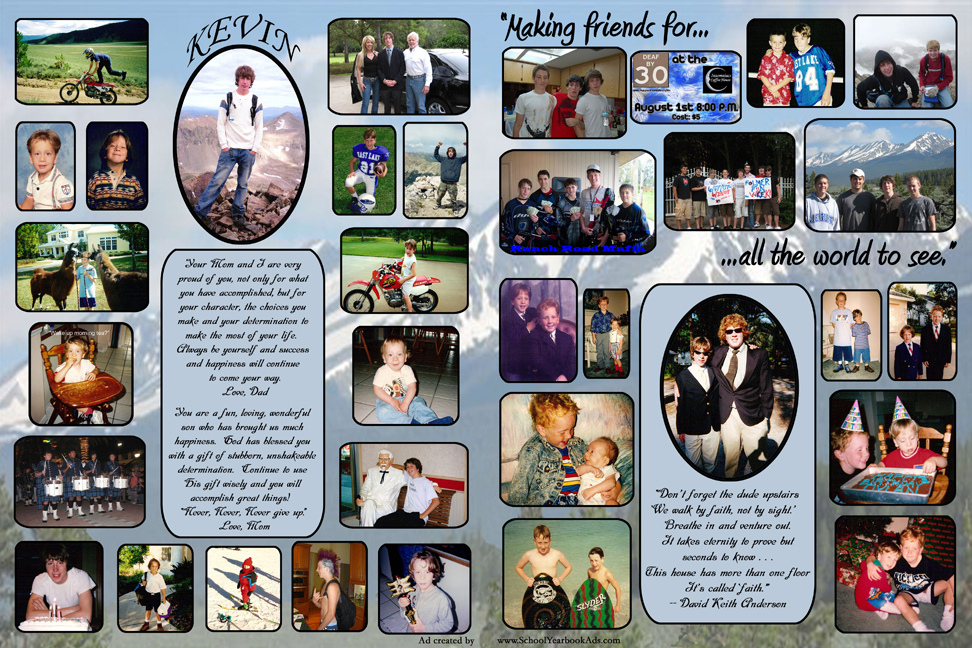 KEVIN
"Making friends for...
DEAF
BY
30
at the
August 1st 8:00 P.M.
Cost: $5
EAST LAKE
21
84
Ranch Road Mafia
...all the world to see."
Your Mom and I are very
proud of you, not only for what
you have accomplished, but for
your character, the choices you
make and your determination to
make the most of your life.
Always be yourself and success
and happiness will continue
to come your way.
Love, Dad
You are a fun, loving, wonderful
son who has brought us much
happiness. God has blessed you
with a gift of stubborn, unshakeable
determination. Continue to use
His gift wisely and you will
accomplish great things!
"Never, Never, Never give up."
Love, Mom
SLYDER
"Don't forget the dude upstairs
'We walk by faith, not by sight.'
Breathe in and venture out.
It takes eternity to prove but
seconds to know . . .
This house has more than one floor
It's called faith."
-- David Keith Anderson
Ad created by www.SchoolYearbookAds.com